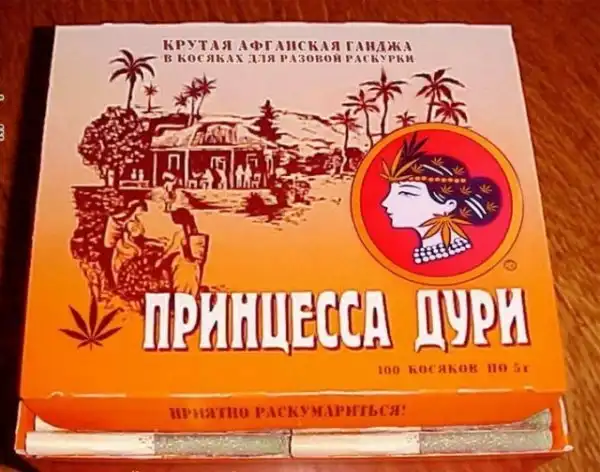 КРУТАЯ АФГАНСКАЯ ГАНДЖА
В КОСЯКАХ ДЛЯ РАЗОВОЙ РАСКУРКИ
ПРИНЦЕССА ДУРИ
100 КОСЯКОВ ПО 5г
ПРИЯТНО РАСКУМАРИТЬСЯ!